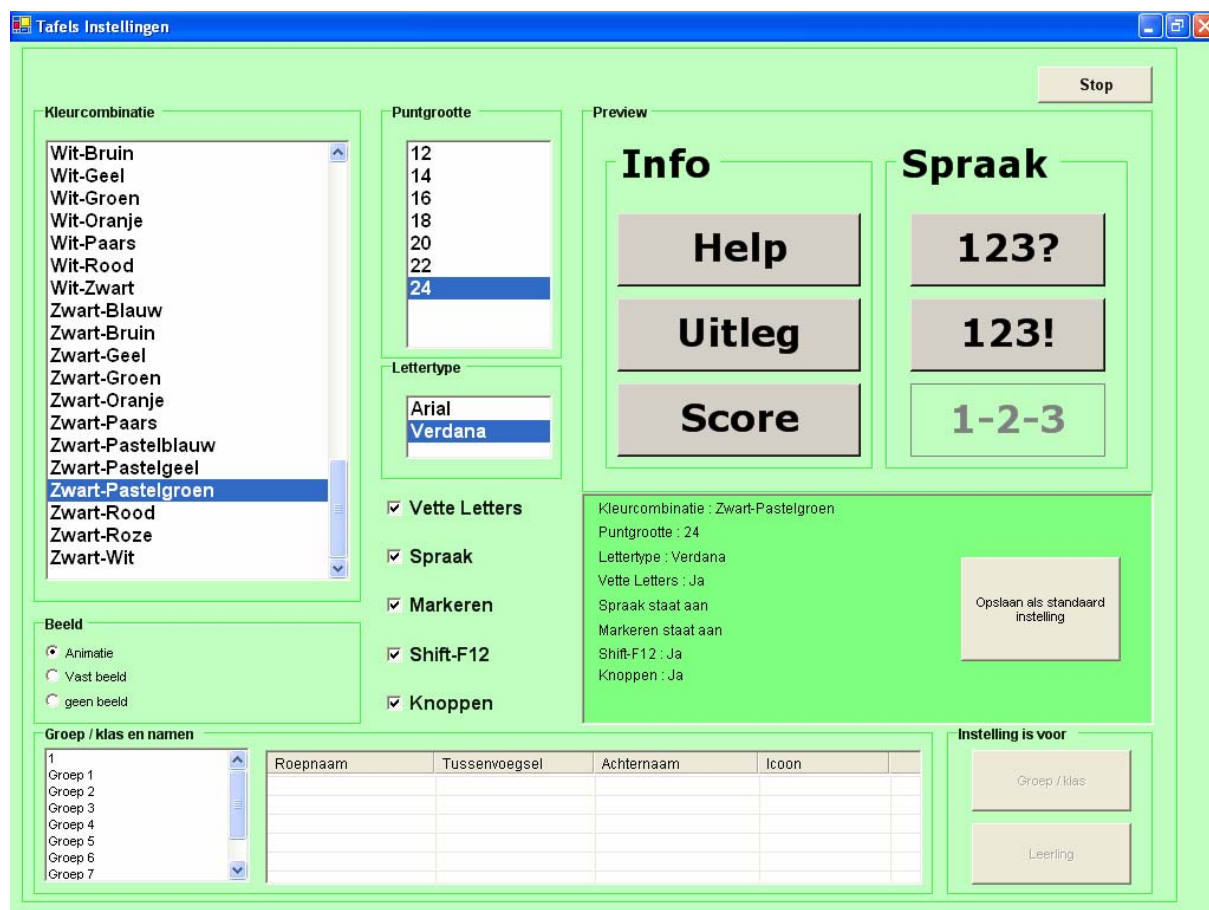 Tafels Instellingen
Stop
Kleurcombinatie
Wit-Bruin
Wit-Geel
Wit-Groen
Wit-Oranje
Wit-Paars
Wit-Rood
Wit-Zwart
Zwart-Blauw
Zwart-Bruin
Zwart-Geel
Zwart-Groen
Zwart-Oranje
Zwart-Paars
Zwart-Pastelblauw
Zwart-Pastelgeel
Zwart-Pastelgroen
Zwart-Rood
Zwart-Roze
Zwart-Wit
Puntgrootte
12
14
16
18
20
22
24
Lettertype
Arial
Verdana
Preview
Info
Help
Uitleg
Score
Spraak
123?
123!
1-2-3
Vette Letters
Spraak
Markeren
Shift-F12
Knoppen
Kleurcombinatie : Zwart-Pastelgroen
Puntgrootte : 24
Lettertype : Verdana
Vette Letters : Ja
Spraak staat aan
Markeren staat aan
Shift-F12 : Ja
Knoppen : Ja
Opslaan als standaard
instelling
Beeld
Animatie
Vast beeld
geen beeld
Groep / klas en namen
1
Groep 1
Groep 2
Groep 3
Groep 4
Groep 5
Groep 6
Groep 7
Roepnaam Tussenvoegsel Achternaam Icoon
Instelling is voor
Groep / klas
Leerling